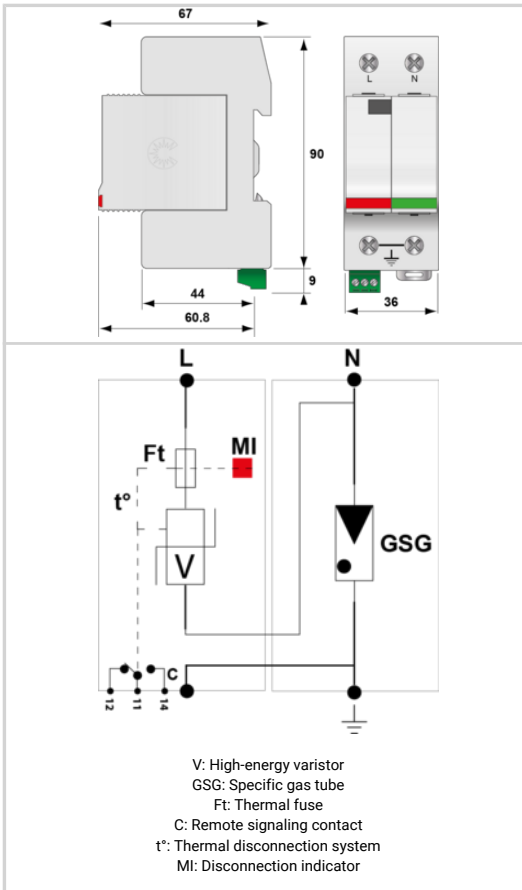 67
L N
90
9
44
60.8
36
L N
Ft MI
t°
V
GSG
C
12 11 14
V: High-energy varistor
GSG: Specific gas tube
Ft: Thermal fuse
C: Remote signaling contact
t°: Thermal disconnection system
MI: Disconnection indicator